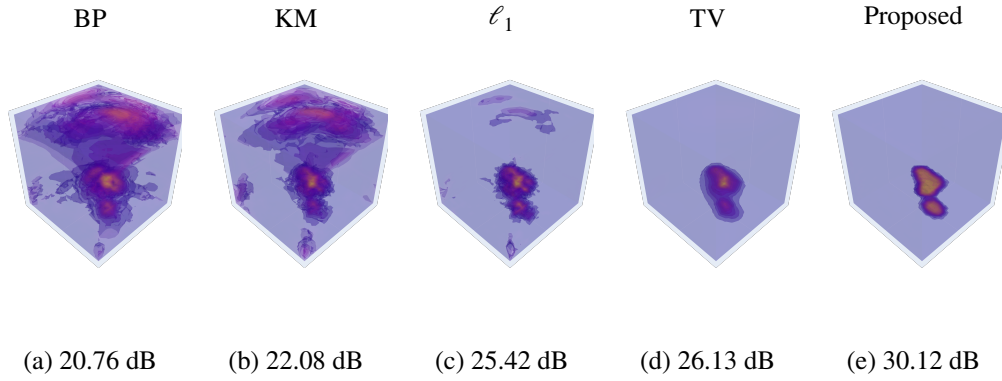 BP KM ℓ1 TV Proposed
(a) 20.76 dB (b) 22.08 dB (c) 25.42 dB (d) 26.13 dB (e) 30.12 dB